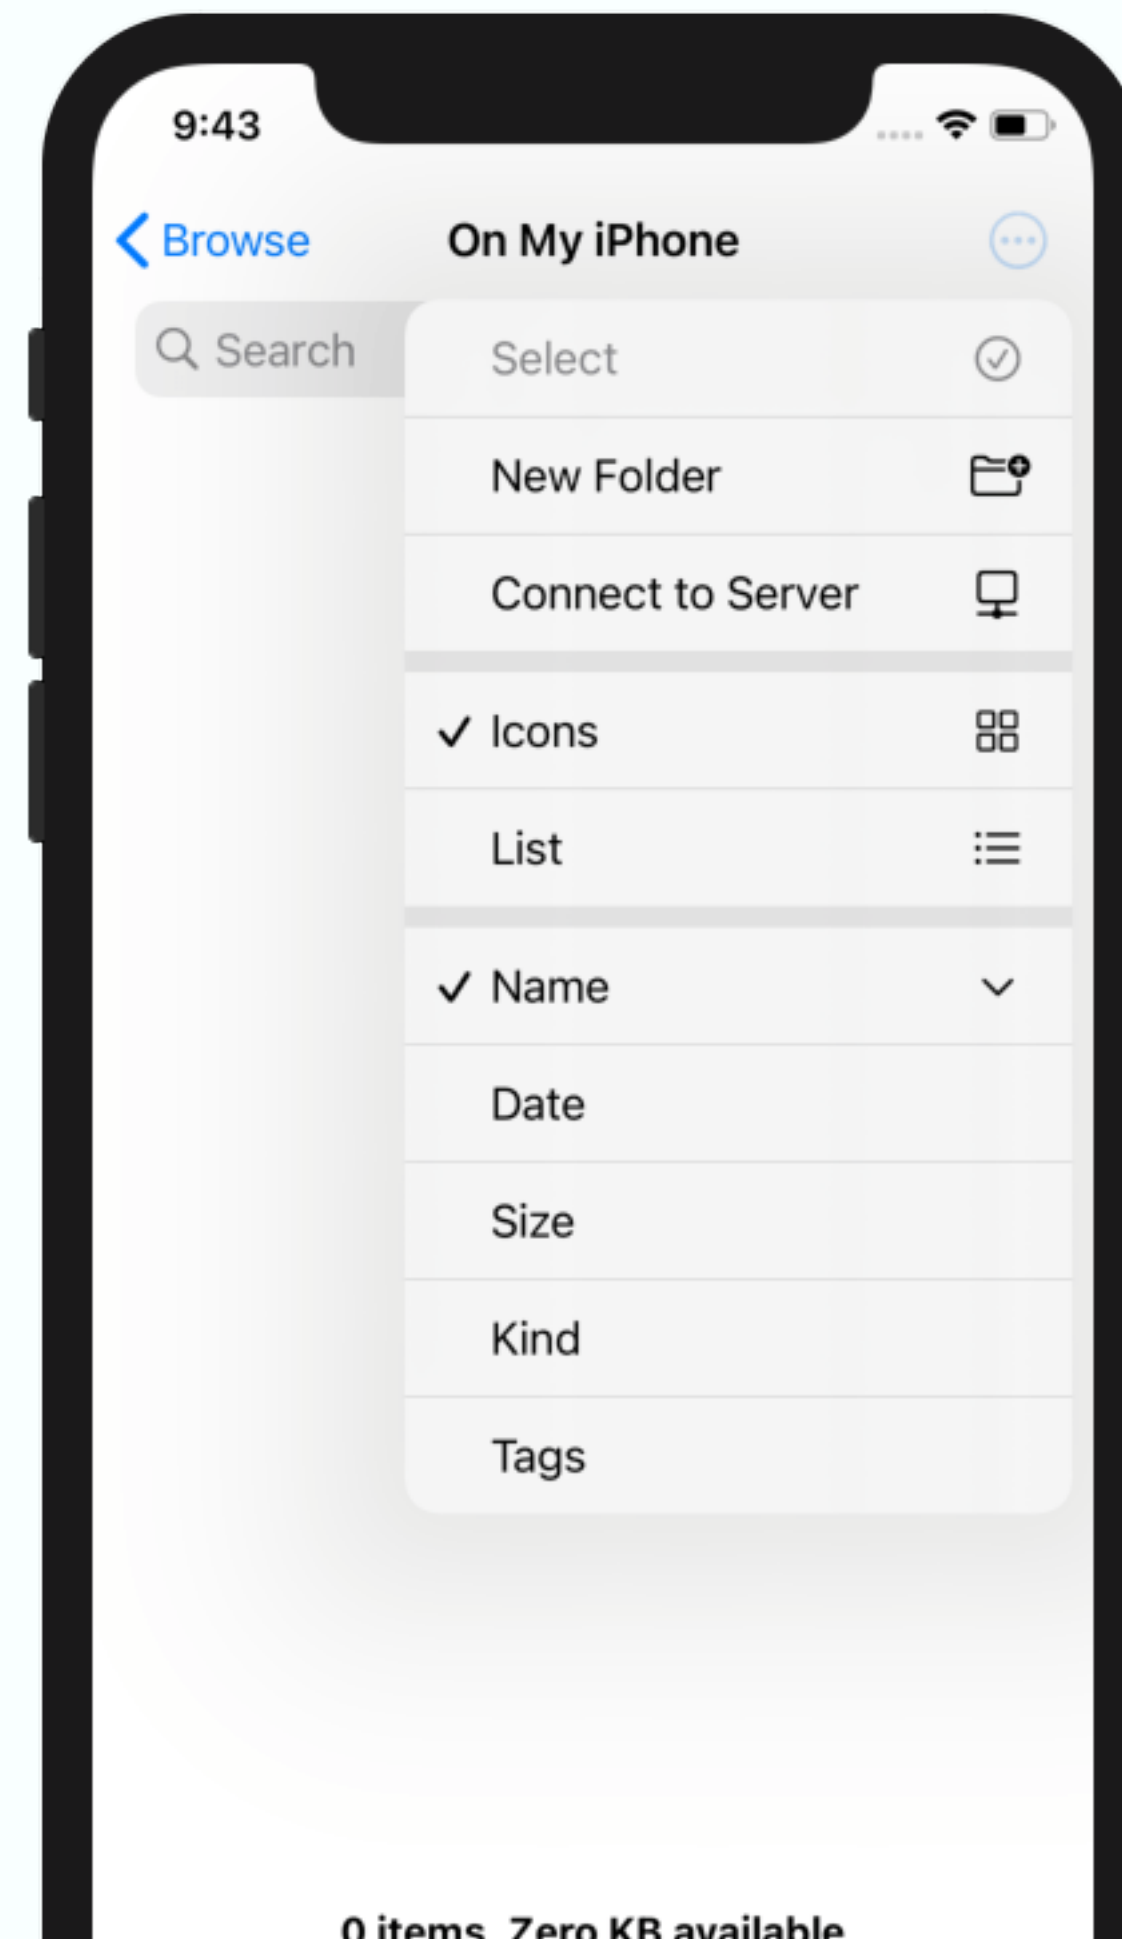 9:43
Browse
On My iPhone
Search
Select
New Folder
Connect to Server
Icons
List
Name
Date
Size
Kind
Tags
0 items, Zero KB available